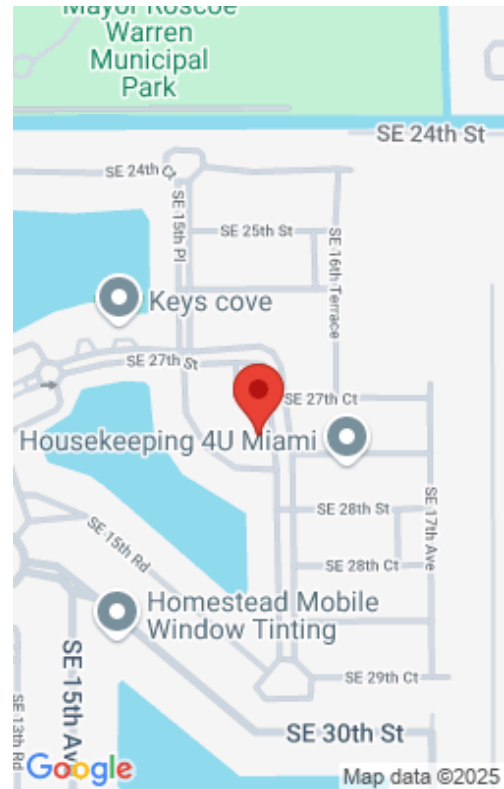 Mayor Roscoe
Warren
Municipal
Park
SE 24th St
SE 24th Ct
SE 15th Pl
SE 25th St
SE 16th Terrace
Keys cove
SE 27th St
SE 27th Ct
Housekeeping 4U Miami
SE 17th Ave
SE 28th St
SE 15th Rd
SE 28th Ct
Homestead Mobile
Window Tinting
SE 29th Ct
SE 15th Av
SE 13th Rd
SE 30th St
Google
Map data ©2025